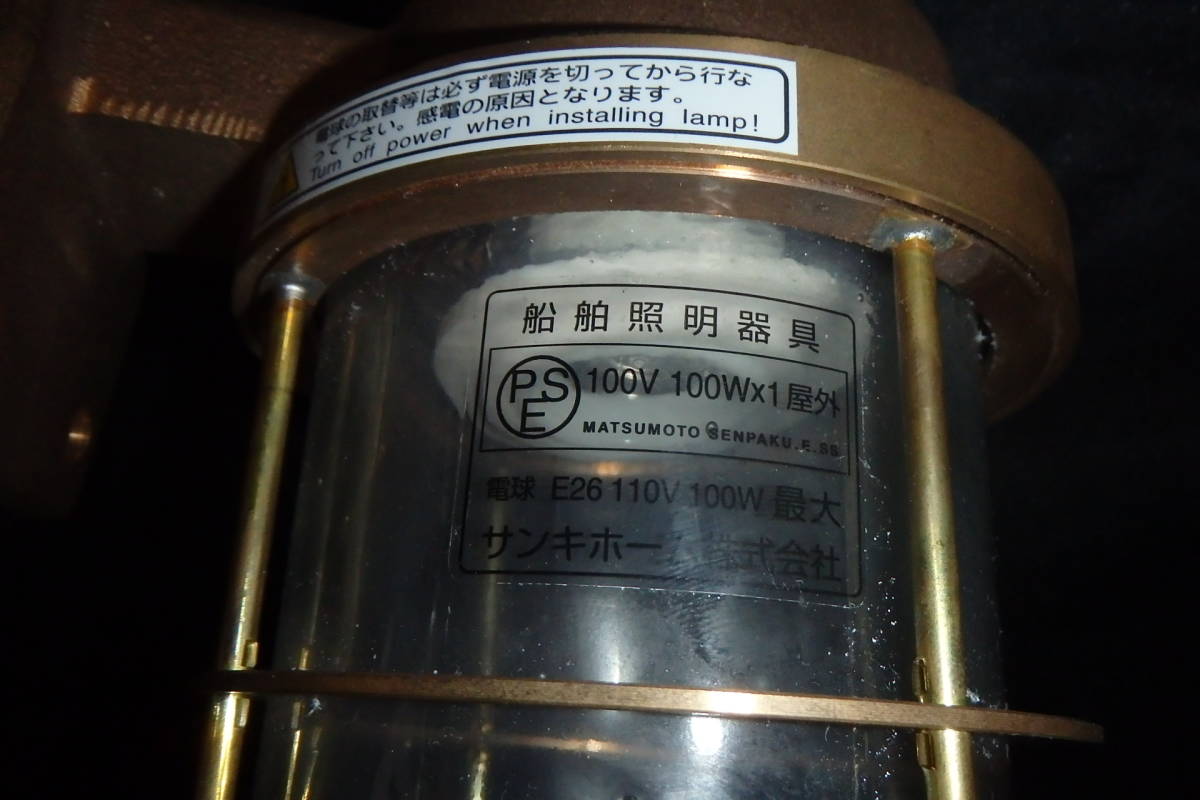 電球の取替等は必ず電源を切ってから行な
って下さい。感電の原因となります。
Turn off power when installing lamp!
船舶照明器具
PSE 100V 100Wx1 屋外
MATSUMOTO SENPAKU.E.SS
電球 E26 110V 100W 最大
サンキホーム株式会社